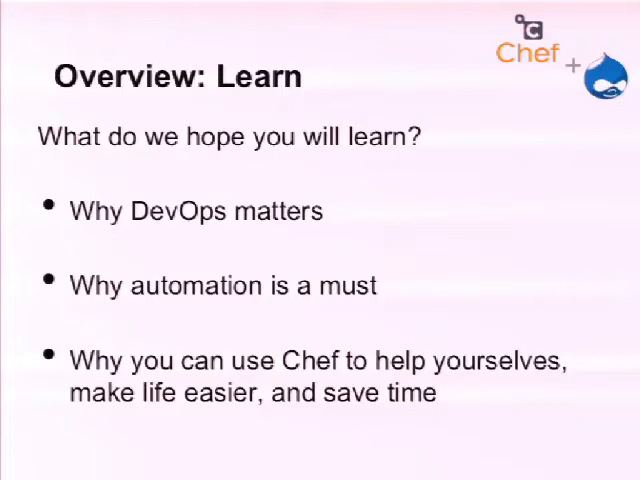 Chef
+
Overview: Learn
What do we hope you will learn?
• Why DevOps matters
• Why automation is a must
• Why you can use Chef to help yourselves,
make life easier, and save time